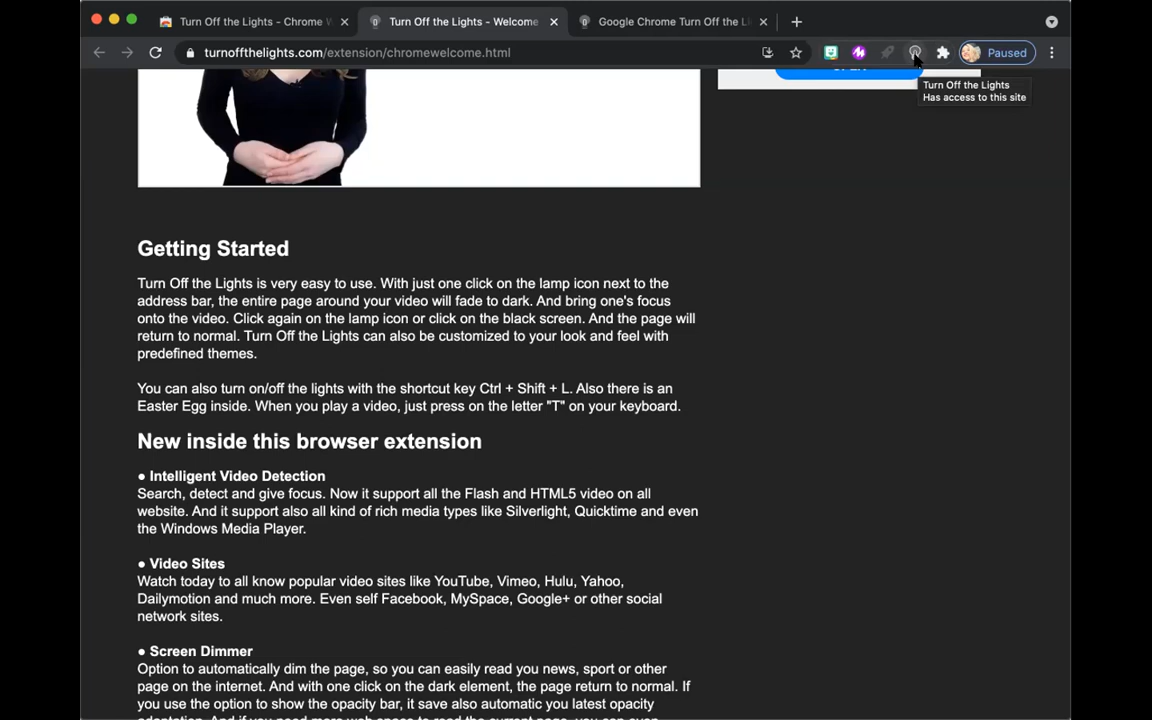 Turn Off the Lights - Chrome W
Turn Off the Lights - Welcome
Google Chrome Turn Off the Li
turnoffthelights.com/extension/chromewelcome.html
Paused
Turn Off the Lights
Has access to this site
Getting Started
Turn Off the Lights is very easy to use. With just one click on the lamp icon next to the
address bar, the entire page around your video will fade to dark. And bring one's focus
onto the video. Click again on the lamp icon or click on the black screen. And the page will
return to normal. Turn Off the Lights can also be customized to your look and feel with
predefined themes.
You can also turn on/off the lights with the shortcut key Ctrl + Shift + L. Also there is an
Easter Egg inside. When you play a video, just press on the letter "T" on your keyboard.
New inside this browser extension
● Intelligent Video Detection
Search, detect and give focus. Now it support all the Flash and HTML5 video on all
website. And it support also all kind of rich media types like Silverlight, Quicktime and even
the Windows Media Player.
● Video Sites
Watch today to all know popular video sites like YouTube, Vimeo, Hulu, Yahoo,
Dailymotion and much more. Even self Facebook, MySpace, Google+ or other social
network sites.
● Screen Dimmer
Option to automatically dim the page, so you can easily read you news, sport or other
page on the internet. And with one click on the dark element, the page return to normal. If
you use the option to show the opacity bar, it save also automatic you latest opacity